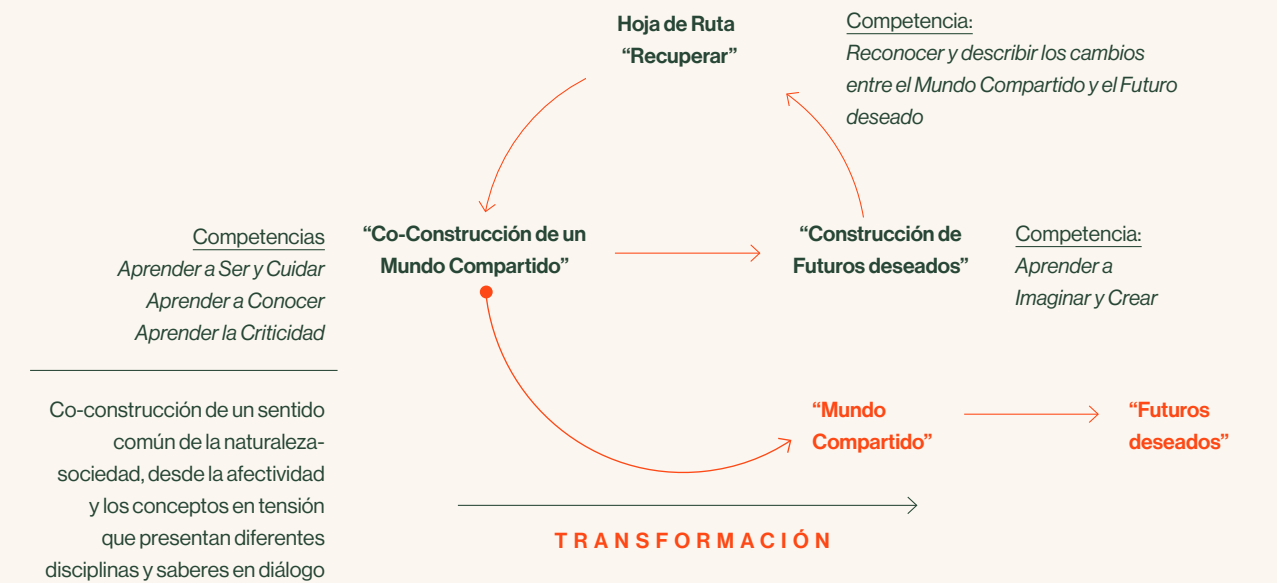 Hoja de Ruta
“Recuperar”
Competencia:
Reconocer y describir los cambios
entre el Mundo Compartido y el Futuro
deseado
Competencias
Aprender a Ser y Cuidar
Aprender a Conocer
Aprender la Criticidad
“Co-Construcción de un
Mundo Compartido”
“Construcción de
Futuros deseados”
Competencia:
Aprender a
Imaginar y Crear
Co-construcción de un sentido
común de la naturaleza-
sociedad, desde la afectividad
y los conceptos en tensión
que presentan diferentes
disciplinas y saberes en diálogo
“Mundo
Compartido”
“Futuros
deseados”
TRANSFORMACIÓN